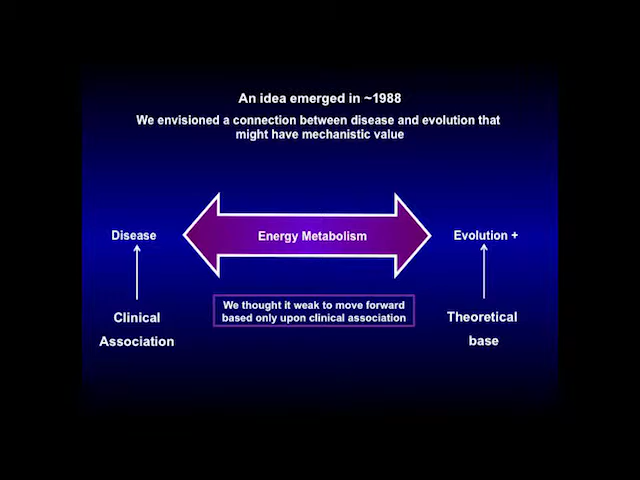 An idea emerged in ~1988
We envisioned a connection between disease and evolution that
might have mechanistic value
Disease
Energy Metabolism
Evolution +
We thought it weak to move forward
based only upon clinical association
Clinical
Association
Theoretical
base